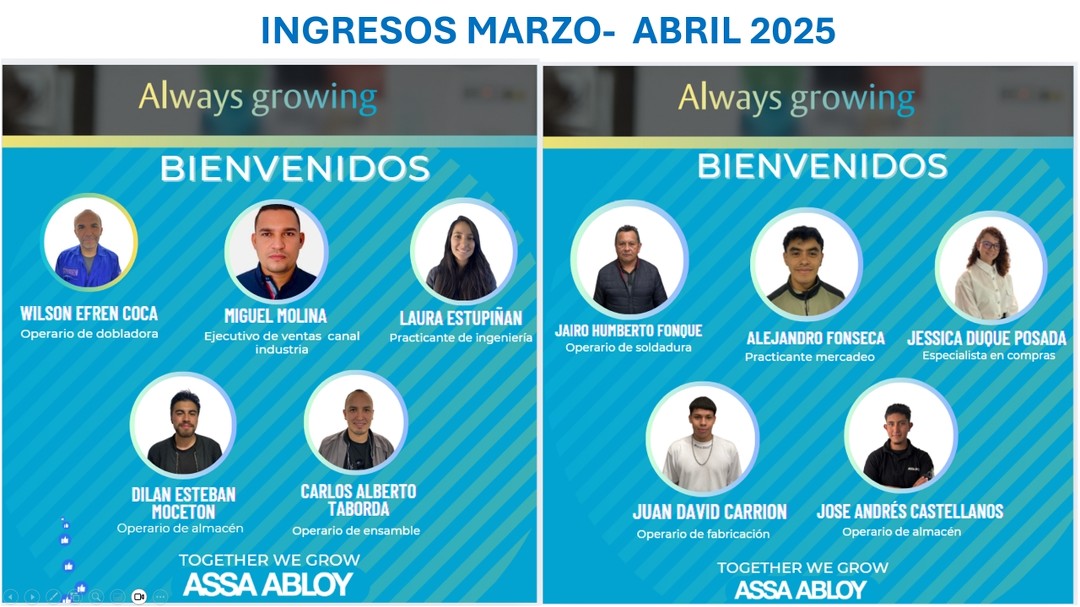 INGRESOS MARZO- ABRIL 2025
Always growing
BIENVENIDOS
WILSON EFREN COCA
Operario de dobladora
MIGUEL MOLINA
Ejecutivo de ventas canal
industria
LAURA ESTUPIÑAN
Practicante de ingeniería
DILAN ESTEBAN
MOCETON
Operario de almacén
CARLOS ALBERTO
TABORDA
Operario de ensamble
TOGETHER WE GROW
ASSA ABLOY
Always growing
BIENVENIDOS
JAIRO HUMBERTO FONQUE
Operario de soldadura
ALEJANDRO FONSECA
Practicante mercadeo
JESSICA DUQUE POSADA
Especialista en compras
JUAN DAVID CARRION
Operario de fabricación
JOSE ANDRÉS CASTELLANOS
Operario de almacén
TOGETHER WE GROW
ASSA ABLOY